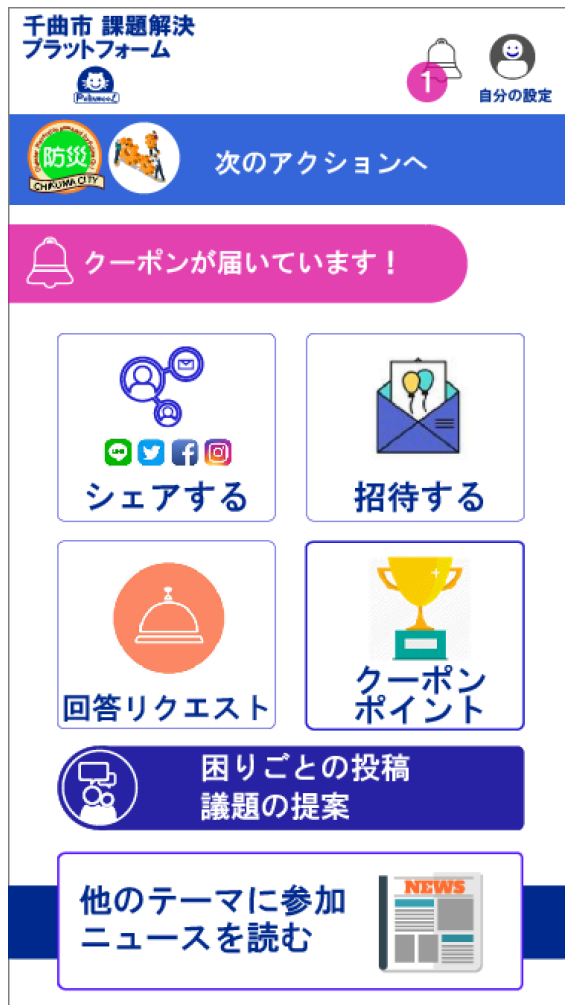 千曲市 課題解決
プラットフォーム
1
自分の設定
防災
CHIKUMA CITY
次のアクションへ
クーポンが届いています！
シェアする
招待する
回答リクエスト
クーポン
ポイント
困りごとの投稿
議題の提案
他のテーマに参加
ニュースを読む
NEWS